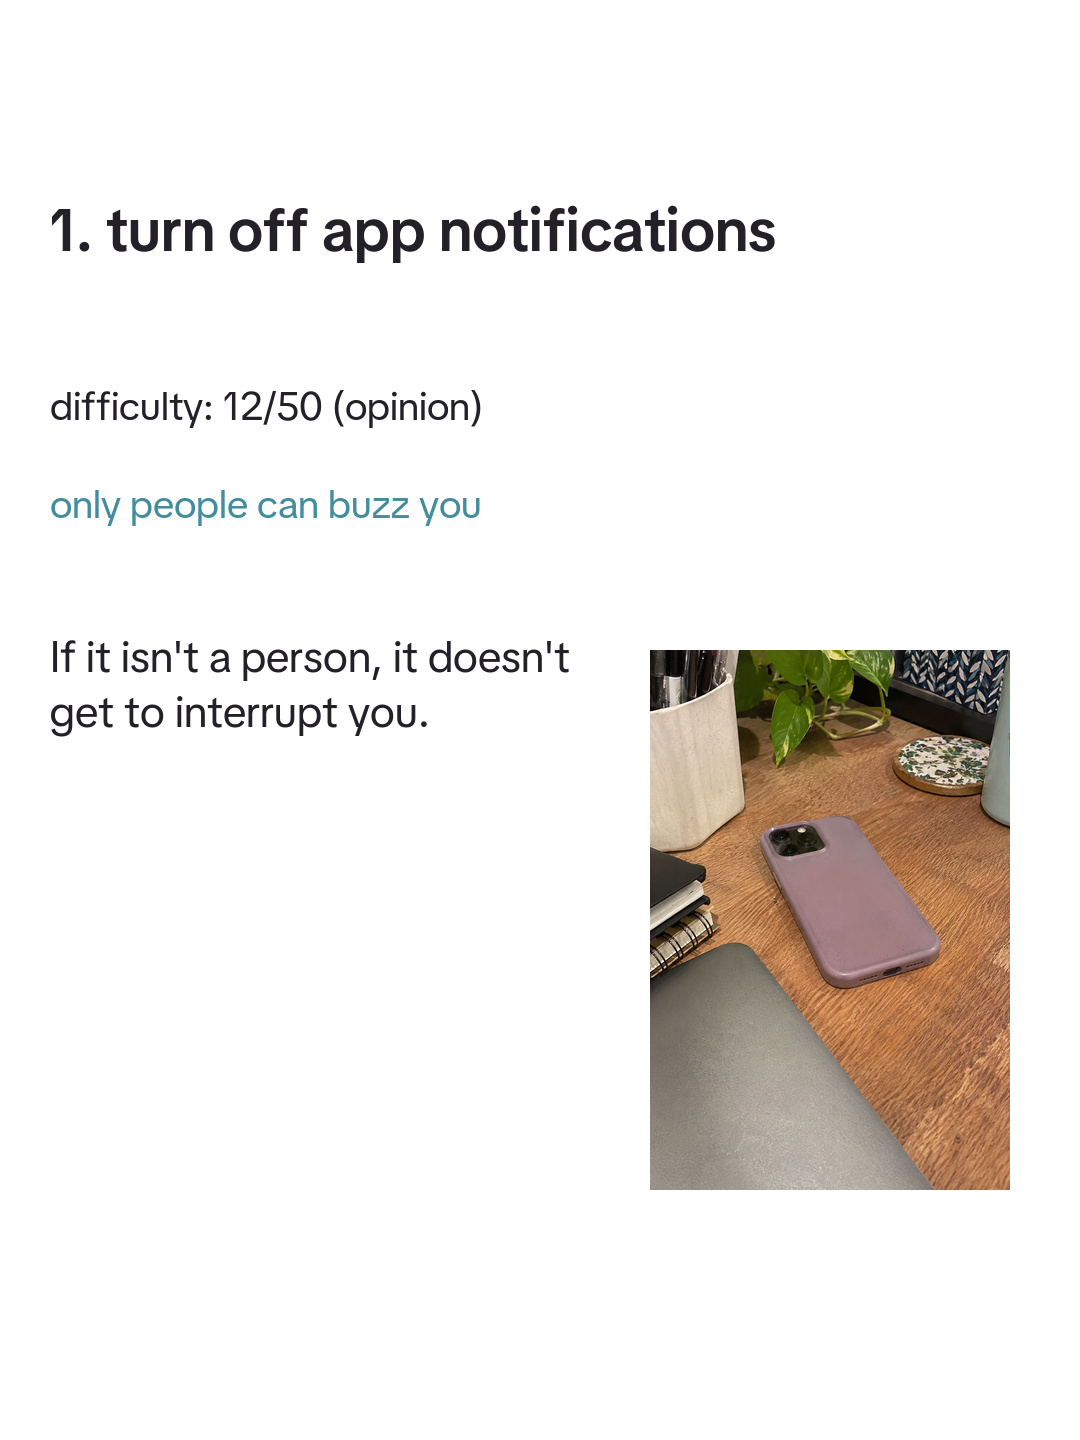 1. turn off app notifications
difficulty: 12/50 (opinion)
only people can buzz you
If it isn't a person, it doesn't
get to interrupt you.